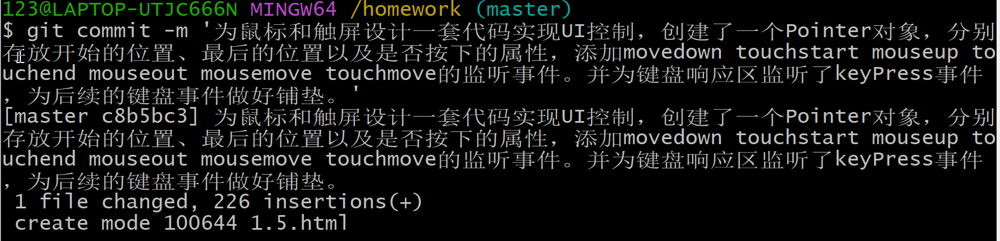 123@LAPTOP-UTJC666N MINGW64 /homework (master)
$ git commit -m '为鼠标和触屏设计一套代码实现UI控制，创建了一个Pointer对象，分别
存放开始的位置、最后的位置以及是否按下的属性，添加movedown touchstart mouseup to
uchend mouseout mousemove touchmove的监听事件。并为键盘响应区监听了keyPress事件
，为后续的键盘事件做好铺垫。'
[master c8b5bc3] 为鼠标和触屏设计一套代码实现UI控制，创建了一个Pointer对象，分别
存放开始的位置、最后的位置以及是否按下的属性，添加movedown touchstart mouseup to
uchend mouseout mousemove touchmove的监听事件。并为键盘响应区监听了keyPress事件
，为后续的键盘事件做好铺垫。
1 file changed, 226 insertions(+)
create mode 100644 1.5.html